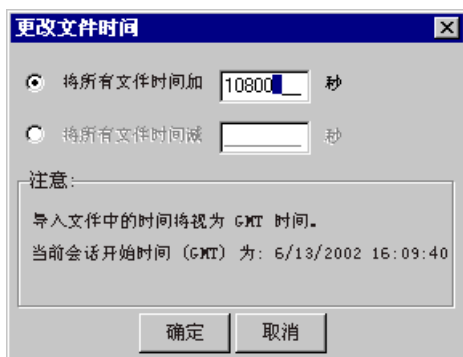 更改文件时间
将所有文件时间加 10800 秒
将所有文件时间减 秒
注意:
导入文件中的时间将视为 GMT 时间。
当前会话开始时间 (GMT) 为: 6/13/2002 16:09:40
确定 取消